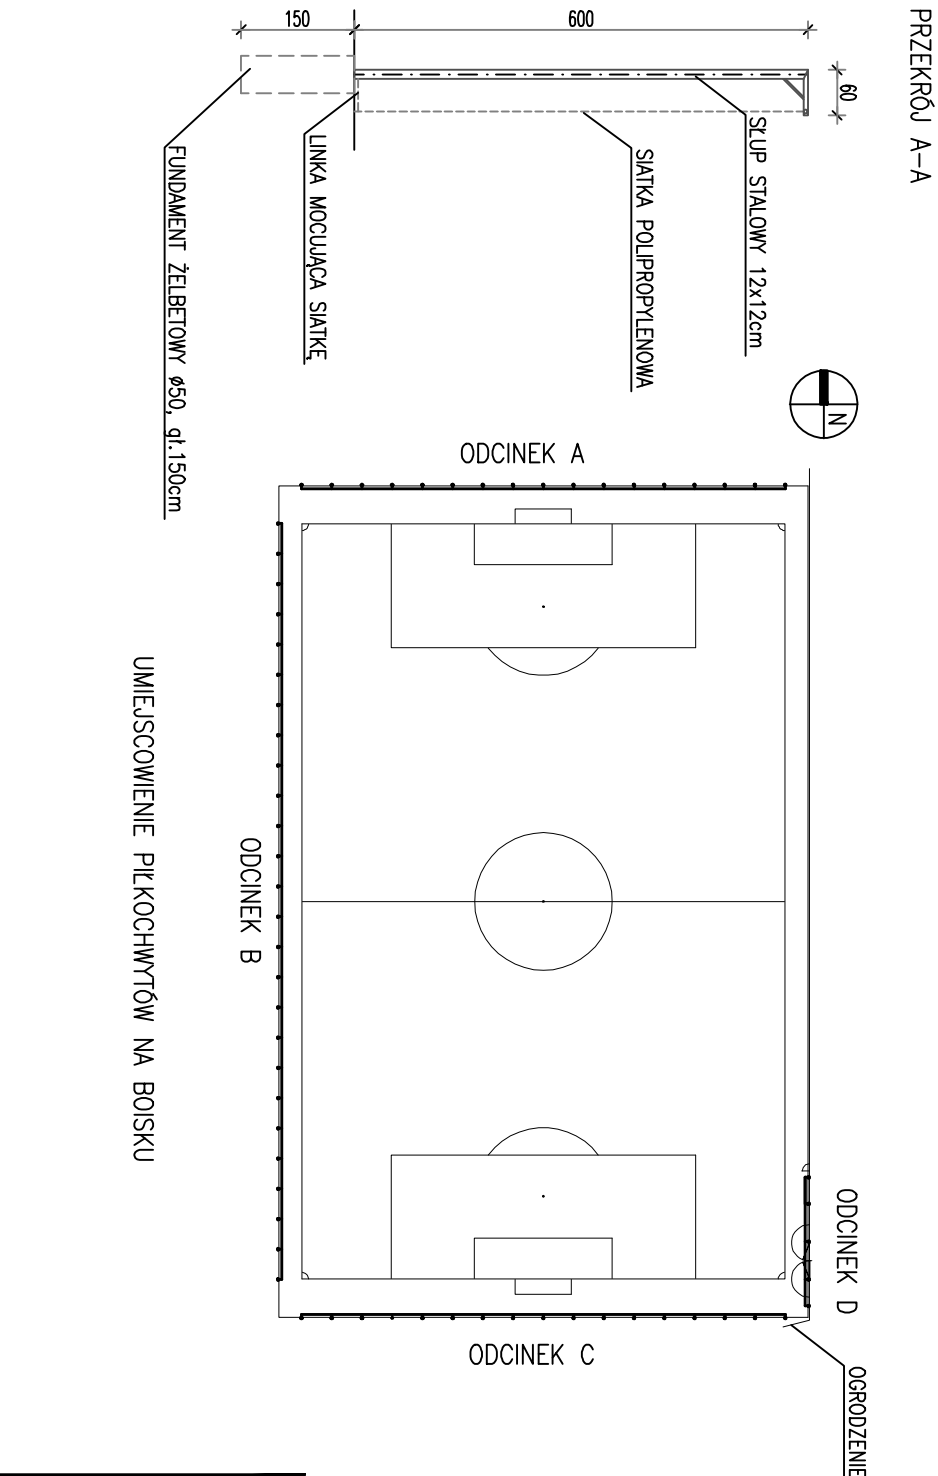 PRZEKRÓJ A-A
150
600
60
SŁUP STALOWY 12x12cm
SIATKA POLIPROPYLENOWA
LINKA MOCUJĄCA SIATKĘ
FUNDAMENT ŻELBETOWY ø50, gł.150cm
N
ODCINEK A
ODCINEK B
ODCINEK D
ODCINEK C
OGRODZENIE
UMIEJSCOWIENIE PIŁKOCHWYTÓW NA BOISKU